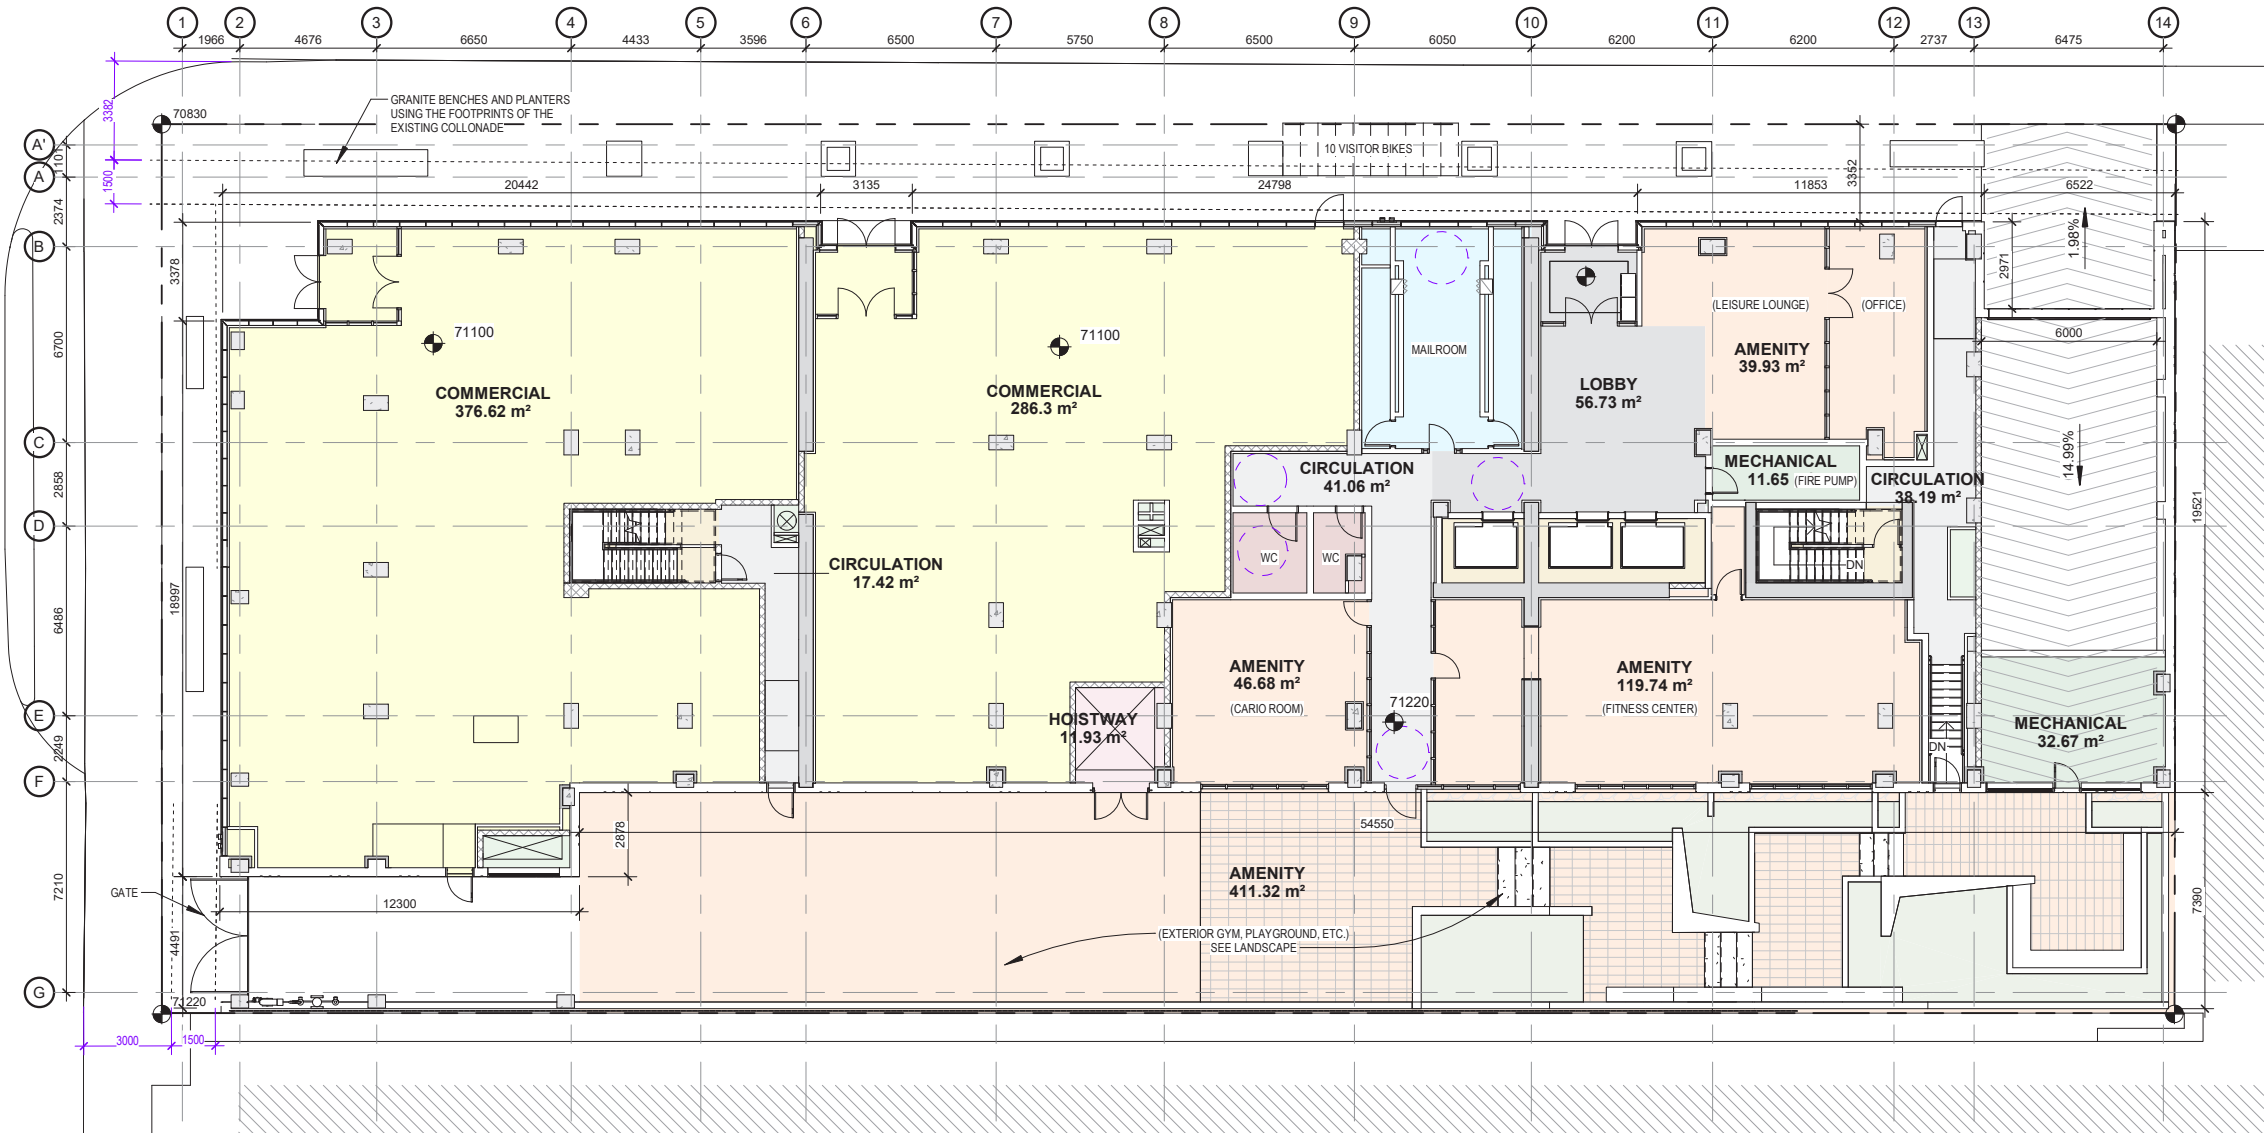 1 2 3 4 5 6 7 8 9 10 11 12 13 14
1966 4676 6650 4433 3596 6500 5750 6500 6050 6200 6200 2737 6475
3382
70830
GRANITE BENCHES AND PLANTERS
USING THE FOOTPRINTS OF THE
EXISTING COLLONADE
A'
1101
A
1500
2374
10 VISITOR BIKES
3352
20442 3135 24798 11853 6522
B
3378
2971
1.98%
6700
71100
71100
(LEISURE LOUNGE)
(OFFICE)
6000
MAILROOM
AMENITY
39.93 m²
COMMERCIAL
376.62 m²
COMMERCIAL
286.3 m²
LOBBY
56.73 m²
C
14.99%
2858
CIRCULATION
41.06 m²
MECHANICAL
11.65 (FIRE PUMP)
CIRCULATION
38.19 m²
19521
D
WC
WC
DN
CIRCULATION
17.42 m²
18997
6486
AMENITY
46.68 m²
(CARIO ROOM)
AMENITY
119.74 m²
(FITNESS CENTER)
71220
E
HOISTWAY
11.93 m²
MECHANICAL
32.67 m²
DN
2249
F
2878
54550
AMENITY
411.32 m²
GATE
7210
12300
7390
4491
(EXTERIOR GYM, PLAYGROUND, ETC.)
SEE LANDSCAPE
G
71220
3000 1500